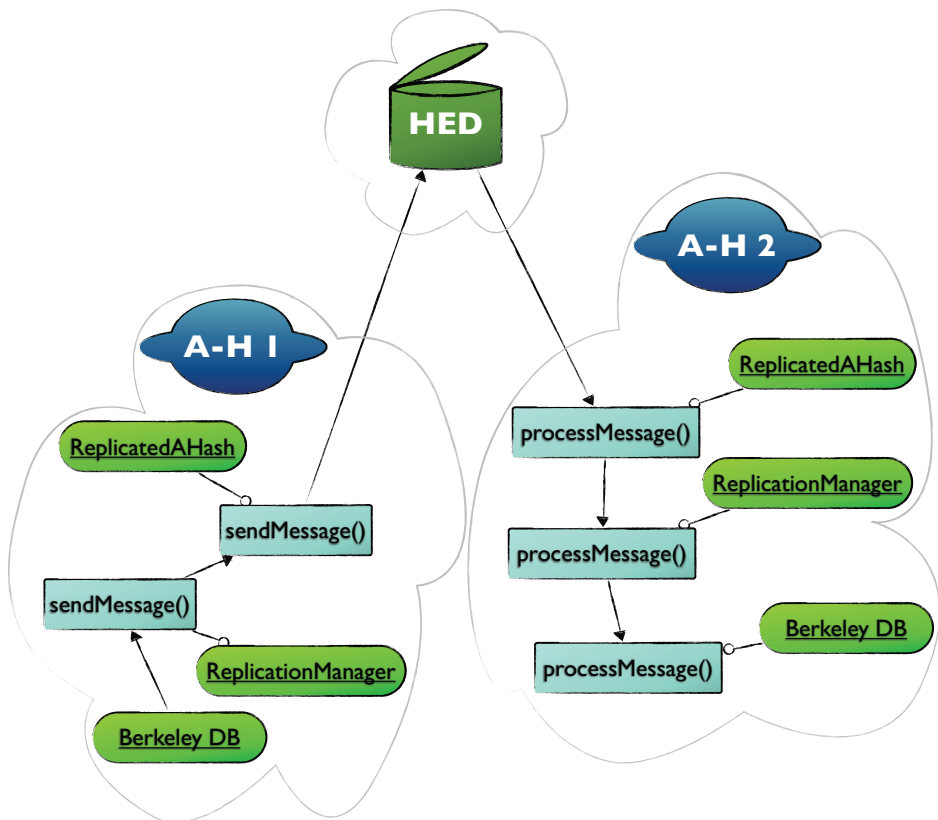 HED
A-H 2
A-H 1
ReplicatedAHash
ReplicatedAHash
processMessage()
ReplicationManager
sendMessage()
processMessage()
sendMessage()
Berkeley DB
ReplicationManager
processMessage()
Berkeley DB